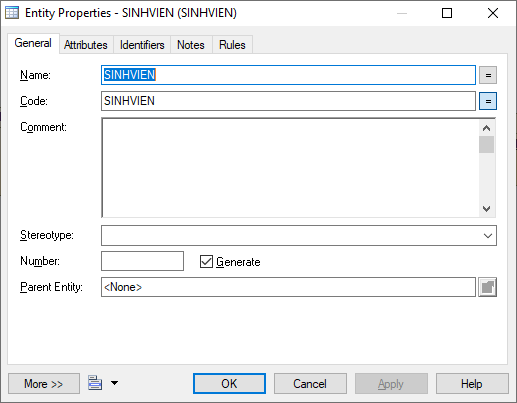 Entity Properties - SINHVIEN (SINHVIEN)
General Attributes Identifiers Notes Rules
Name: SINHVIEN =
Code: SINHVIEN =
Comment:
Stereotype:
Number: Generate
Parent Entity: <None>
More >> OK Cancel Apply Help